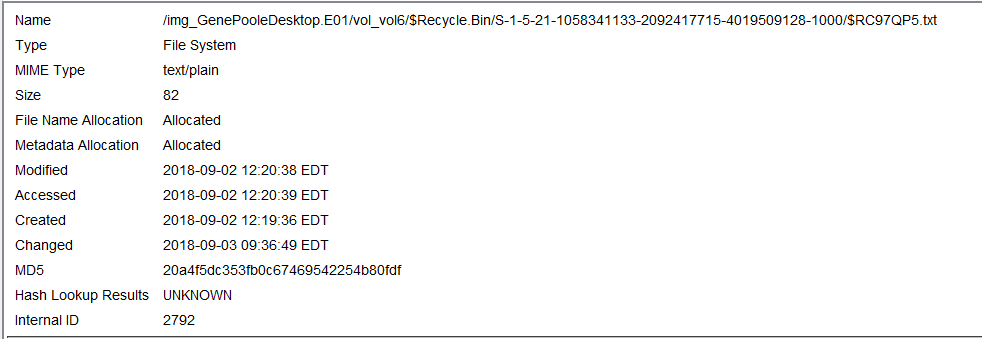 Name /img_GenePooleDesktop.E01/vol_vol6/$Recycle.Bin/S-1-5-21-1058341133-2092417715-4019509128-1000/$RC97QP5.txt
Type File System
MIME Type text/plain
Size 82
File Name Allocation Allocated
Metadata Allocation Allocated
Modified 2018-09-02 12:20:38 EDT
Accessed 2018-09-02 12:20:39 EDT
Created 2018-09-02 12:19:36 EDT
Changed 2018-09-03 09:36:49 EDT
MD5 20a4f5dc353fb0c67469542254b80fdf
Hash Lookup Results UNKNOWN
Internal ID 2792